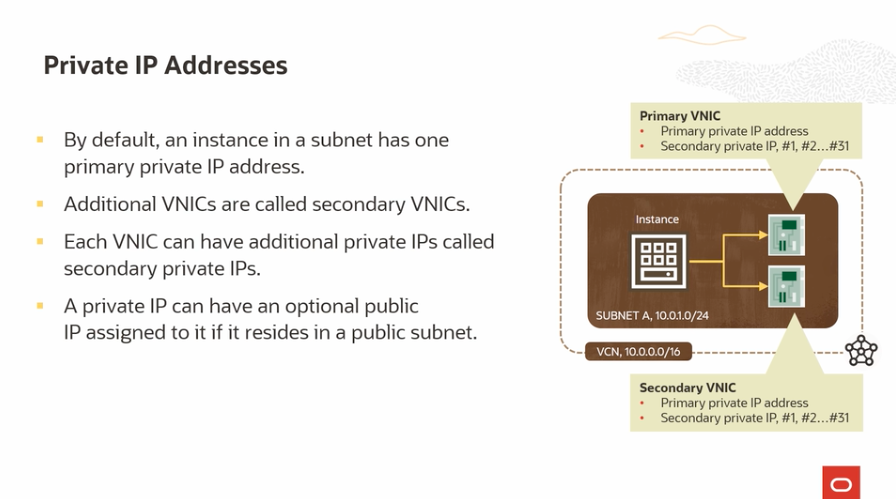 Private IP Addresses
By default, an instance in a subnet has one
primary private IP address.
Additional VNICs are called secondary VNICs.
Each VNIC can have additional private IPs called
secondary private IPs.
A private IP can have an optional public
IP assigned to it if it resides in a public subnet.
Primary VNIC
Primary private IP address
Secondary private IP, #1, #2...#31
Instance
SUBNET A, 10.0.1.0/24
VCN, 10.0.0.0/16
Secondary VNIC
Primary private IP address
Secondary private IP, #1, #2...#31